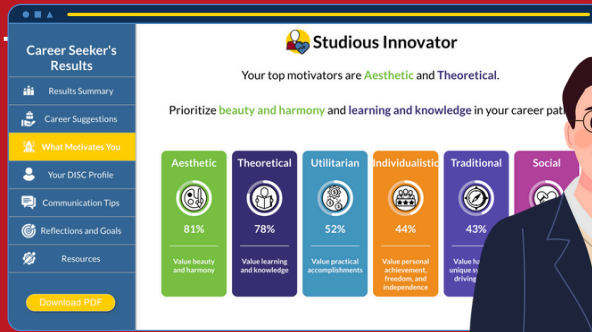 Career Seeker's
Results
Results Summary
Career Suggestions
What Motivates You
Your DISC Profile
Communication Tips
Reflections and Goals
Resources
Download PDF
Studious Innovator
Your top motivators are Aesthetic and Theoretical.
Prioritize beauty and harmony and learning and knowledge in your career
Aesthetic
81%
Value beauty
and harmony
Theoretical
78%
Value learning
and knowledge
Utilitarian
52%
Value practical
accomplishments
Individualistic
44%
Value personal
achievement,
freedom, and
independence
Traditional
43%
Value
unique
driving
Social